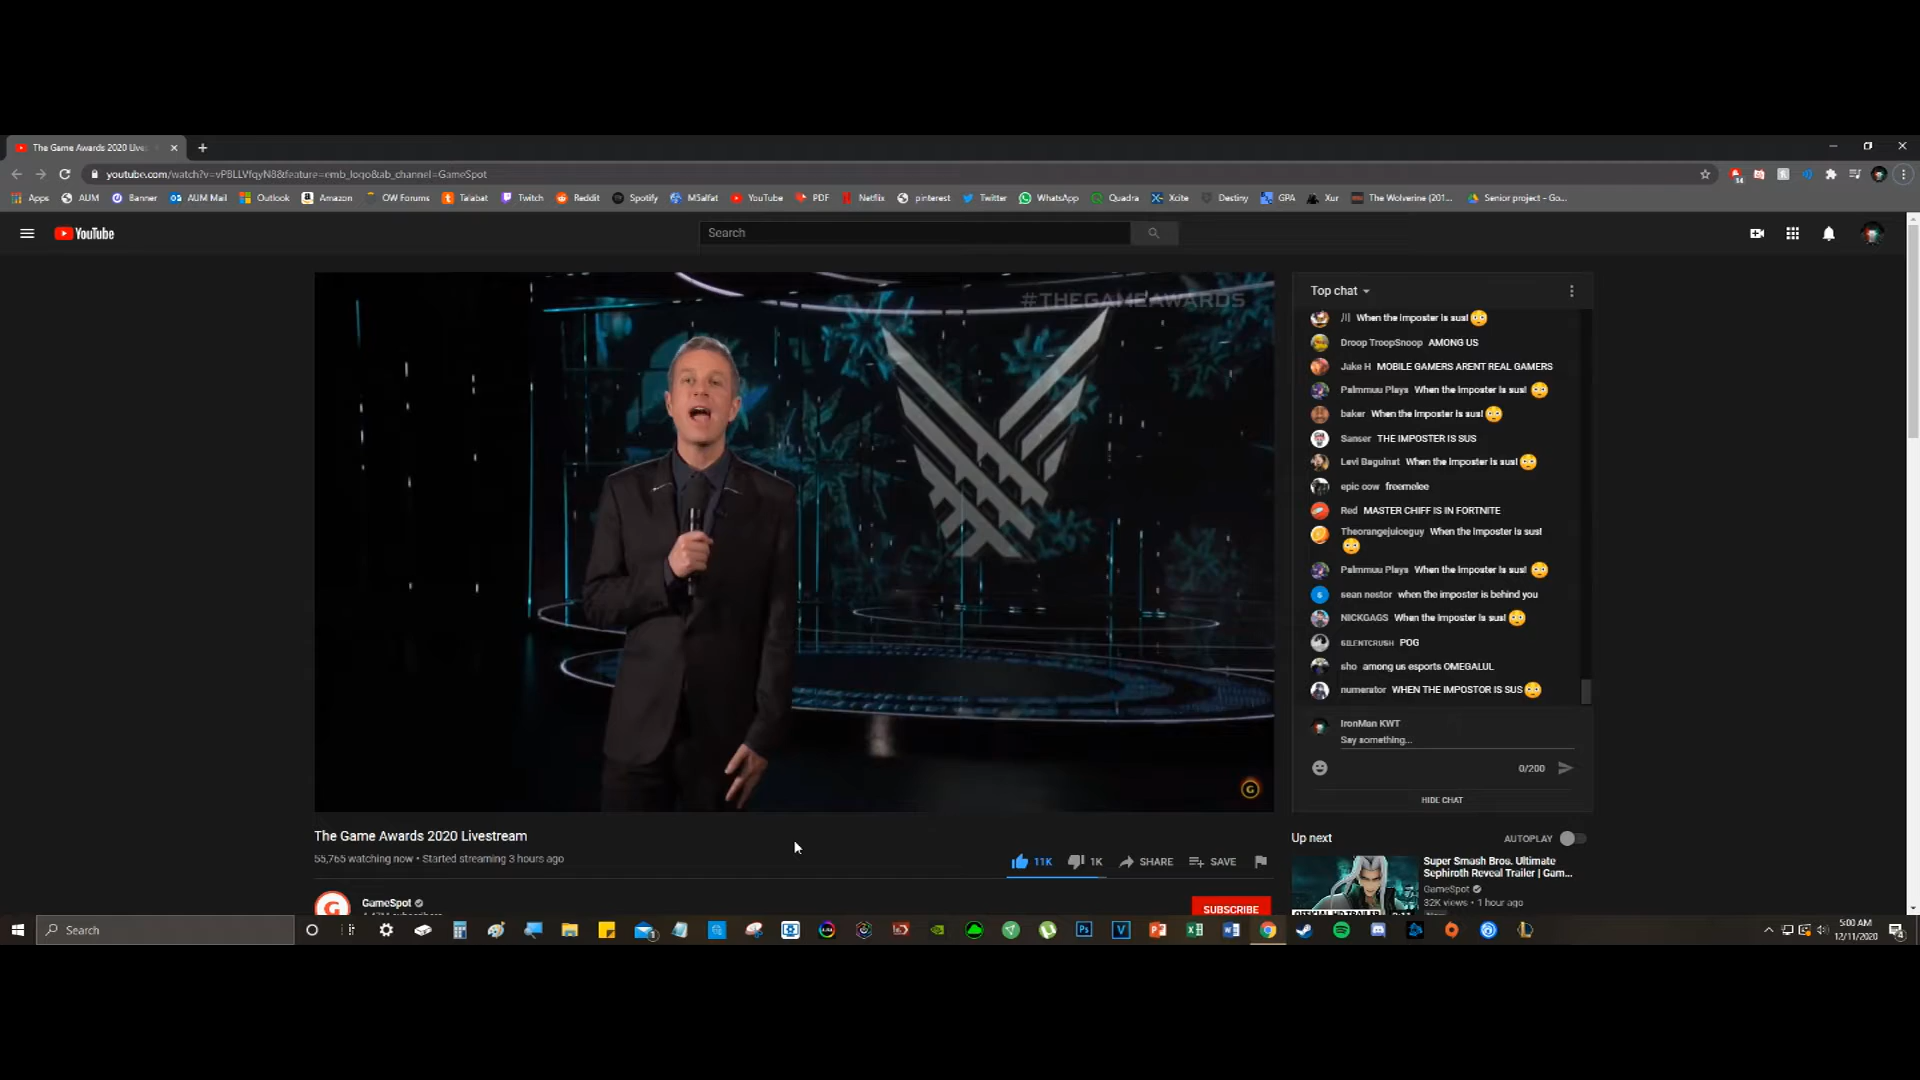 The Game Awards 2020 Live
youtube.com/watch?v=vPBLLVfqyN8&feature=emb_logo&ab_channel=GameSpot
Apps AUM Banner AUM Mail Outlook Amazon OW Forums Talabat Twitch Reddit Spotify M5alfat YouTube PDF Netflix pinterest Twitter WhatsApp Quadra Xcite Destiny GPA Xur The Wolverine (201... Senior project - Go...
YouTube
Search
#THEGAMEAWARDS
Top chat
川 When the Imposter is sus! 😳
Droop TroopSnoop AMONG US
Jake H MOBILE GAMERS ARENT REAL GAMERS
Palmmuu Plays When the Imposter is sus! 😳
baker When the Imposter is sus! 😳
Sanser THE IMPOSTER IS SUS
Levi Baguinat When the Imposter is sus! 😳
epic cow freemelee
Red MASTER CHIFF IS IN FORTNITE
Theorangejuiceguy When the Imposter is sus!
😳
Palmmuu Plays When the Imposter is sus! 😳
sean nestor when the imposter is behind you
NICKGAGS When the Imposter is sus! 😳
SILENTCRUSH POG
sho among us esports OMEGALUL
numerator WHEN THE IMPOSTOR IS SUS 😳
IronMan KWT
Say something...
0/200
HIDE CHAT
The Game Awards 2020 Livestream
55,765 watching now • Started streaming 3 hours ago
11K 1K SHARE SAVE
GameSpot
SUBSCRIBE
Up next
AUTOPLAY
Super Smash Bros. Ultimate
Sephiroth Reveal Trailer | Gam...
GameSpot
32K views • 1 hour ago
Search
5:00 AM
12/11/2020